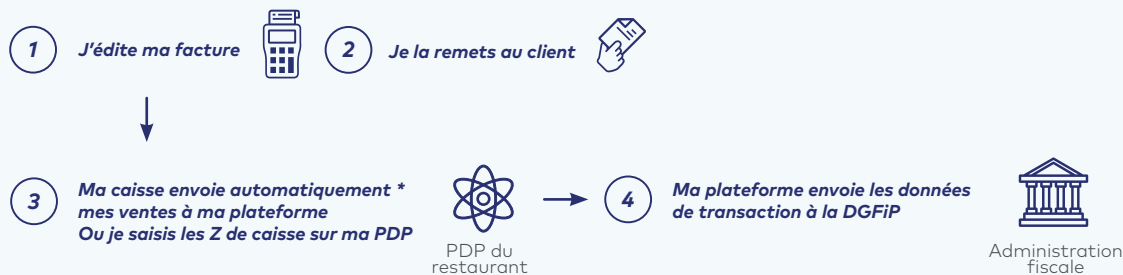 1
J'édite ma facture
2
Je la remets au client
3
Ma caisse envoie automatiquement *
mes ventes à ma plateforme
Ou je saisis les Z de caisse sur ma PDP
PDP du
restaurant
4
Ma plateforme envoie les données
de transaction à la DGFiP
Administration
fiscale